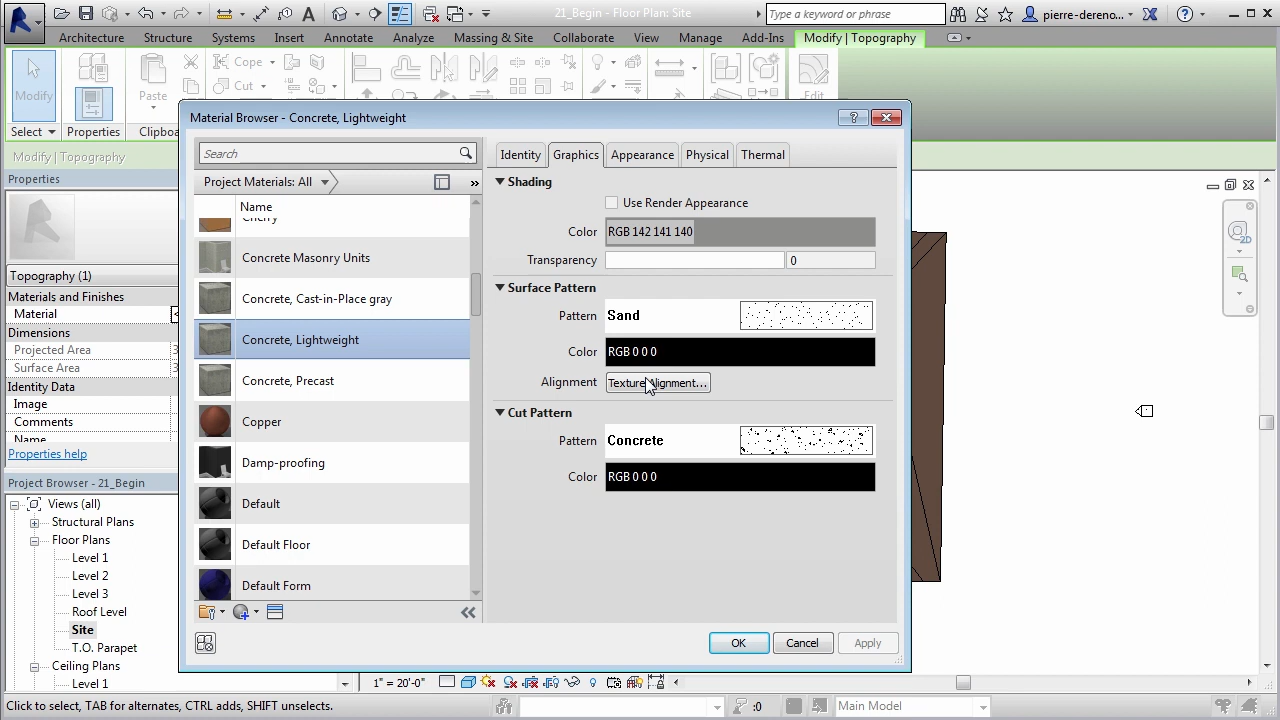 21_Begin - Floor Plan: Site
Type a keyword or phrase
pierre-dereno...
Architecture
Structure
Systems
Insert
Annotate
Analyze
Massing & Site
Collaborate
View
Manage
Add-Ins
Modify | Topography
Modify
Paste
Cope
Cut
Edit
Select
Properties
Clipboa
Modify | Topography
Properties
Topography (1)
Materials and Finishes
Material
Dimensions
Projected Area
3
Surface Area
3
Identity Data
Image
Comments
Name
Properties help
Project Browser - 21_Begin
Views (all)
Structural Plans
Floor Plans
Level 1
Level 2
Level 3
Roof Level
Site
T.O. Parapet
Ceiling Plans
Level 1
Material Browser - Concrete, Lightweight
Search
Project Materials: All
Name
Cherry
Concrete Masonry Units
Concrete, Cast-in-Place gray
Concrete, Lightweight
Concrete, Precast
Copper
Damp-proofing
Default
Default Floor
Default Form
Identity
Graphics
Appearance
Physical
Thermal
Shading
Use Render Appearance
Color
RGB 142 141 140
Transparency
0
Surface Pattern
Pattern
Sand
Color
RGB 0 0 0
Alignment
Texture Alignment...
Cut Pattern
Pattern
Concrete
Color
RGB 0 0 0
OK
Cancel
Apply
2D
1" = 20'-0"
Click to select, TAB for alternates, CTRL adds, SHIFT unselects.
:0
Main Model